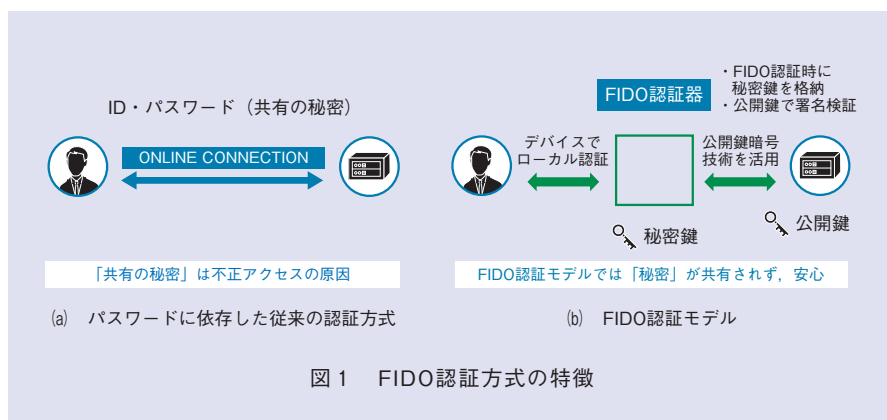 ID・パスワード（共有の秘密）
ONLINE CONNECTION
「共有の秘密」は不正アクセスの原因
(a) パスワードに依存した従来の認証方式
FIDO認証器
・FIDO認証時に
秘密鍵を格納
・公開鍵で署名検証
デバイスで
ローカル認証
公開鍵暗号
技術を活用
秘密鍵
公開鍵
FIDO認証モデルでは「秘密」が共有されず，安心
(b) FIDO認証モデル
図1 FIDO認証方式の特徴